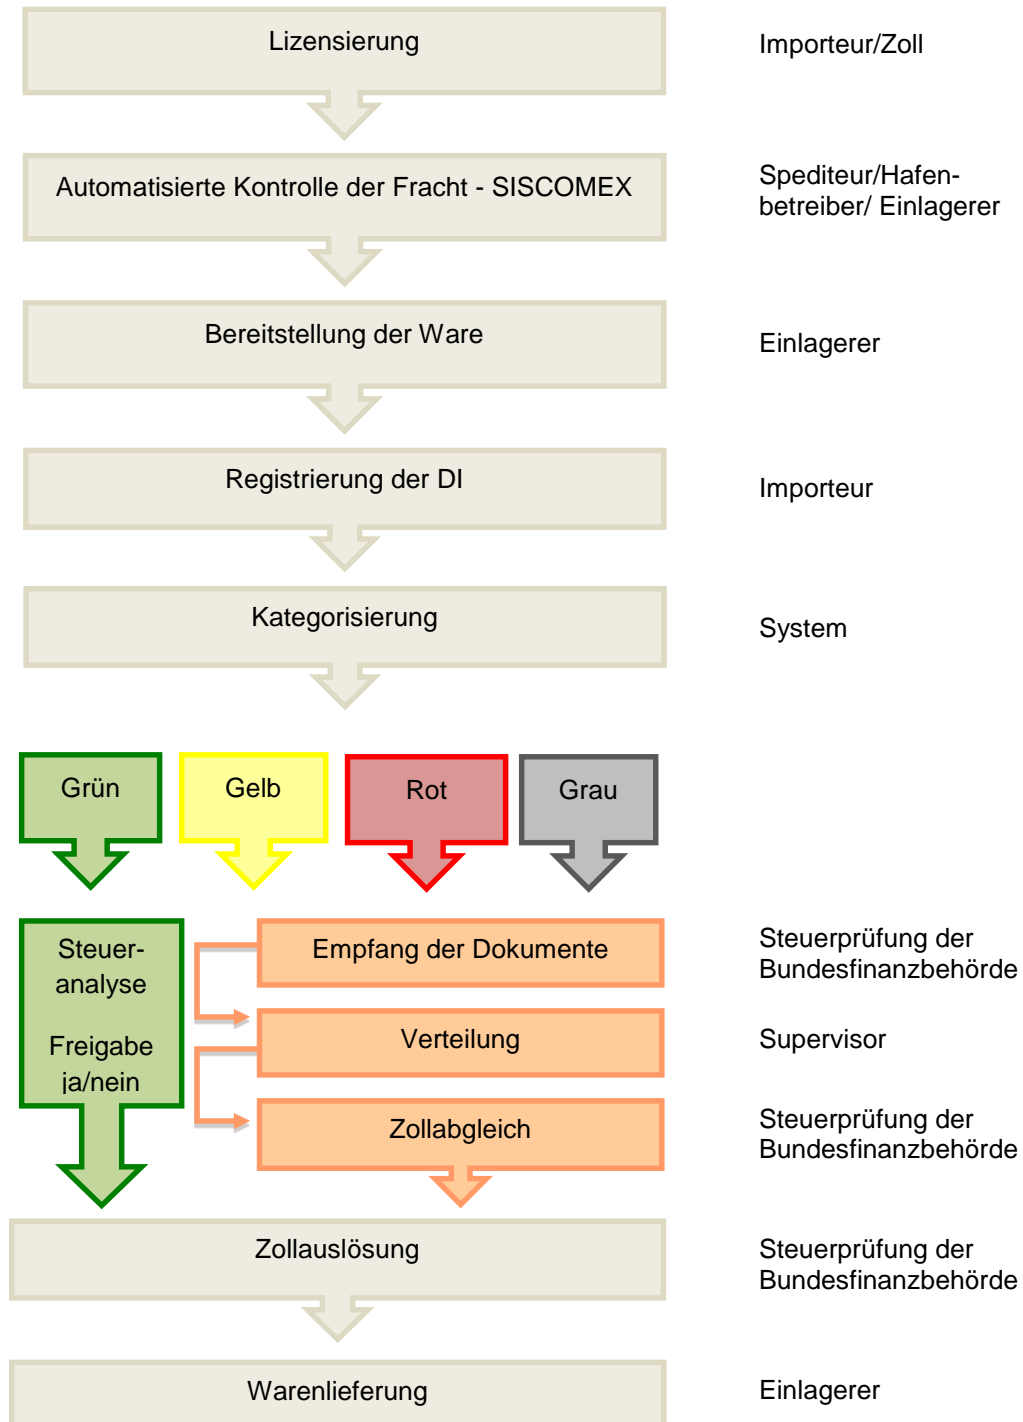 Lizensierung
Importeur/Zoll
Automatisierte Kontrolle der Fracht - SISCOMEX
Spediteur/Hafen-
betreiber/ Einlagerer
Bereitstellung der Ware
Einlagerer
Registrierung der DI
Importeur
Kategorisierung
System
Grün
Gelb
Rot
Grau
Steuer-
analyse
Freigabe
ja/nein
Empfang der Dokumente
Steuerprüfung der
Bundesfinanzbehörde
Verteilung
Supervisor
Zollabgleich
Steuerprüfung der
Bundesfinanzbehörde
Zollauslösung
Steuerprüfung der
Bundesfinanzbehörde
Warenlieferung
Einlagerer